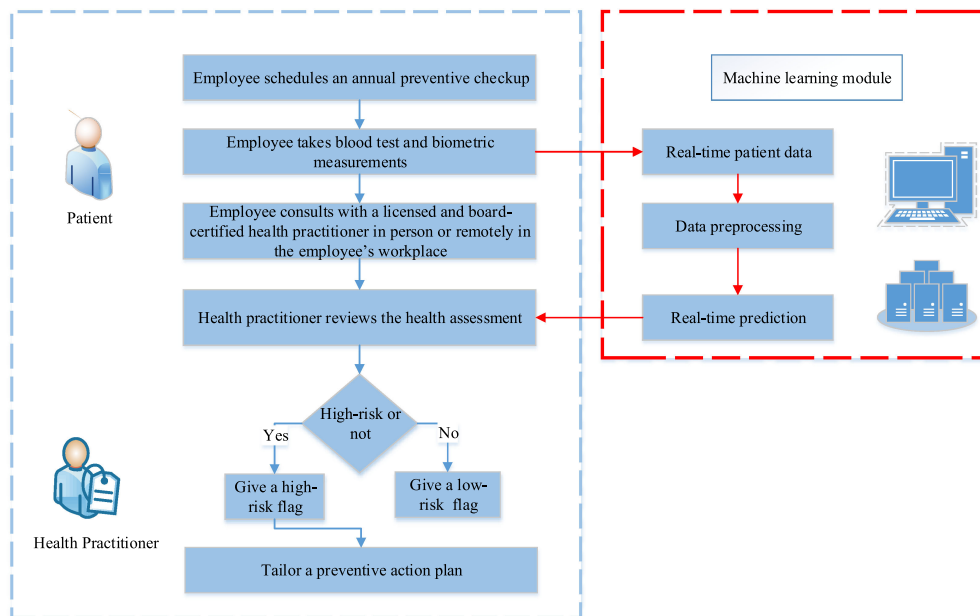 Employee schedules an annual preventive checkup
Employee takes blood test and biometric
measurements
Patient
Employee consults with a licensed and board-
certified health practitioner in person or remotely in
the employee's workplace
Health practitioner reviews the health assessment
High-risk or
not
Yes
No
Give a high-
risk flag
Give a low-
risk flag
Health Practitioner
Tailor a preventive action plan
Machine learning module
Real-time patient data
Data preprocessing
Real-time prediction